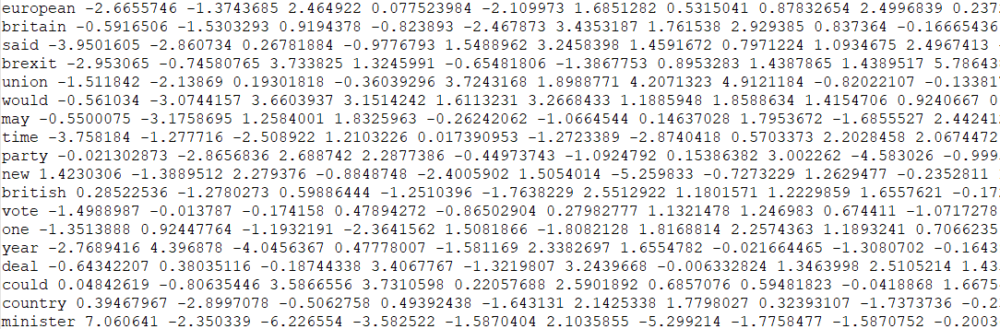 european -2.6655746 -1.3743685 2.464922 0.077523984 -2.109973 1.6851282 0.5315041 0.87832654 2.4996839 0.237
britain -0.5916506 -1.5303293 0.9194378 -0.823893 -2.467873 3.4355187 1.761538 2.929385 0.837364 -0.16665436
said -3.9501605 -2.860734 0.26781884 -0.9776793 1.5488962 3.2458398 1.4591672 0.7971224 1.0934675 2.4967413
brexit -2.953065 -0.74580765 3.733825 1.3245991 -0.65481806 -1.3867753 0.8953283 1.4387865 1.4389517 5.78643
union -1.511842 -2.13869 0.19301818 -0.36039296 3.7243168 1.8988771 4.2071323 4.9121184 -0.82022107 -0.13381
would -0.561034 -3.0744157 3.6603937 3.1514242 1.6113231 3.2668433 1.1885948 1.8588634 1.4154706 0.9240667 0
may -0.5500075 -3.1758695 1.2584001 1.8325963 -0.26242062 -1.0664544 0.14637028 1.7953672 -1.6855527 2.44241
time -3.758184 -1.277716 -2.508922 1.2103226 0.017390953 -1.2723389 -2.8740418 0.5703373 2.2028458 2.0674472
party -0.021302873 -2.8656836 2.688742 2.2877386 -0.44973743 -1.0924792 0.15386382 3.002262 -4.583026 -0.999
new 1.4230306 -1.3889512 2.279376 -0.8848748 -2.4005902 1.5054014 -5.259833 -0.7273229 1.2629477 -0.2352811
british 0.28522536 -1.2780273 0.59886444 -1.2510396 -1.7638229 2.5512922 1.1801571 1.2229859 1.6557621 -0.17
vote -1.4988987 -0.013787 -0.174158 0.47894272 -0.86502904 0.27982777 1.1321478 1.246983 0.674411 -1.0717278
one -1.3513888 0.92447764 -1.1932191 -2.3641562 1.5081866 -1.8082128 1.8168814 2.2574363 1.1893241 0.7066235
year -2.7689416 4.396878 -4.0456367 0.47778007 -1.581169 2.3382697 1.6554782 -0.021664465 -1.3080702 -0.1643
deal -0.64342207 0.38035116 -0.18744338 3.4067767 -1.3219807 3.2439668 -0.006332824 1.3463998 2.5105214 1.43
could 0.04842619 -0.80635446 3.5866556 3.7310598 0.22057688 2.5901892 0.6857076 0.59481823 -0.0418868 1.6675
country 0.39467967 -2.8997078 -0.5062758 0.49392438 -1.643131 2.1425338 1.7798027 0.32393107 -1.7373736 -0.2
minister 7.060641 -2.350339 -6.226554 -3.582522 -1.5870404 2.1035855 -5.299214 -1.7758477 -1.5870752 -0.2003